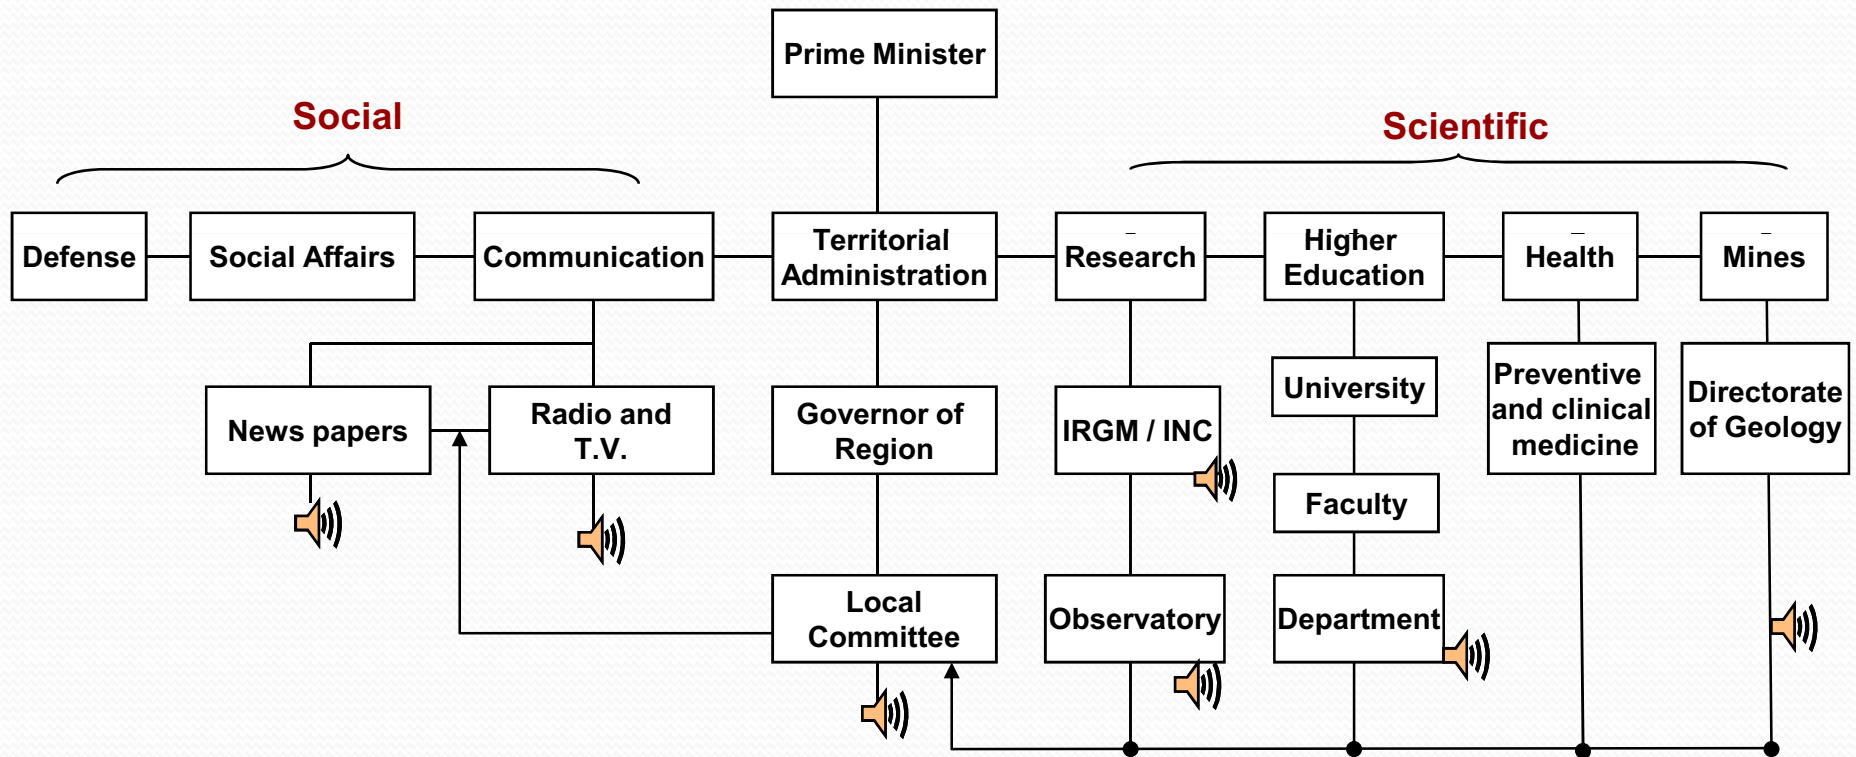 Prime Minister
Social
Scientific
Defense
Social Affairs
Communication
Territorial
Administration
Research
Higher
Education
Health
Mines
News papers
Radio and
T.V.
Governor of
Region
IRGM / INC
University
Preventive
and clinical
medicine
Directorate
of Geology
Faculty
Local
Committee
Observatory
Department